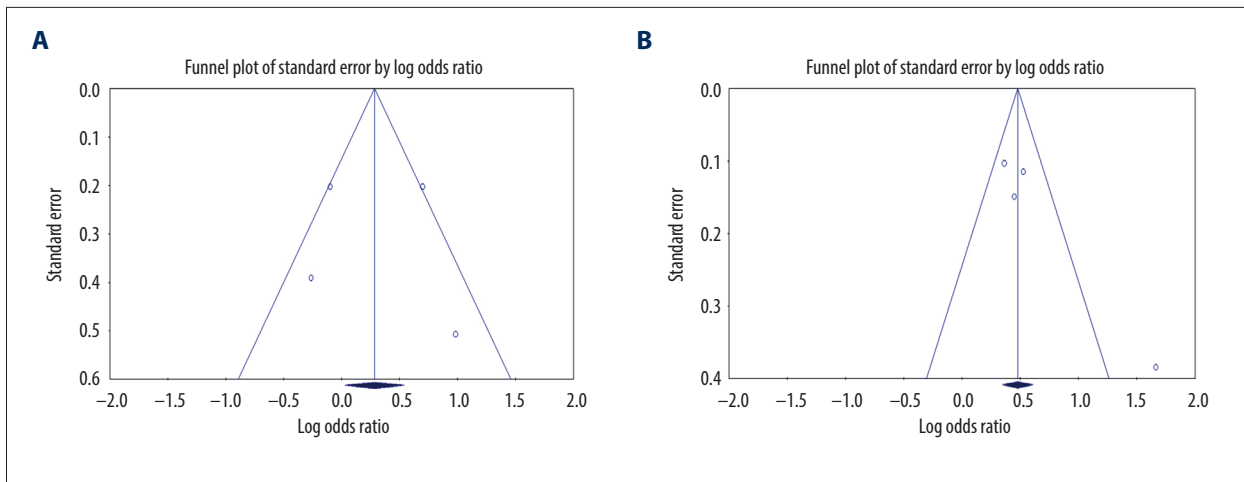 A
Funnel plot of standard error by log odds ratio
Standard error
0.0
0.1
0.2
0.3
0.4
0.5
0.6
−2.0 −1.5 −1.0 −0.5 0.0 0.5 1.0 1.5 2.0
Log odds ratio
B
Funnel plot of standard error by log odds ratio
Standard error
0.0
0.1
0.2
0.3
0.4
−2.0 −1.5 −1.0 −0.5 0.0 0.5 1.0 1.5 2.0
Log odds ratio